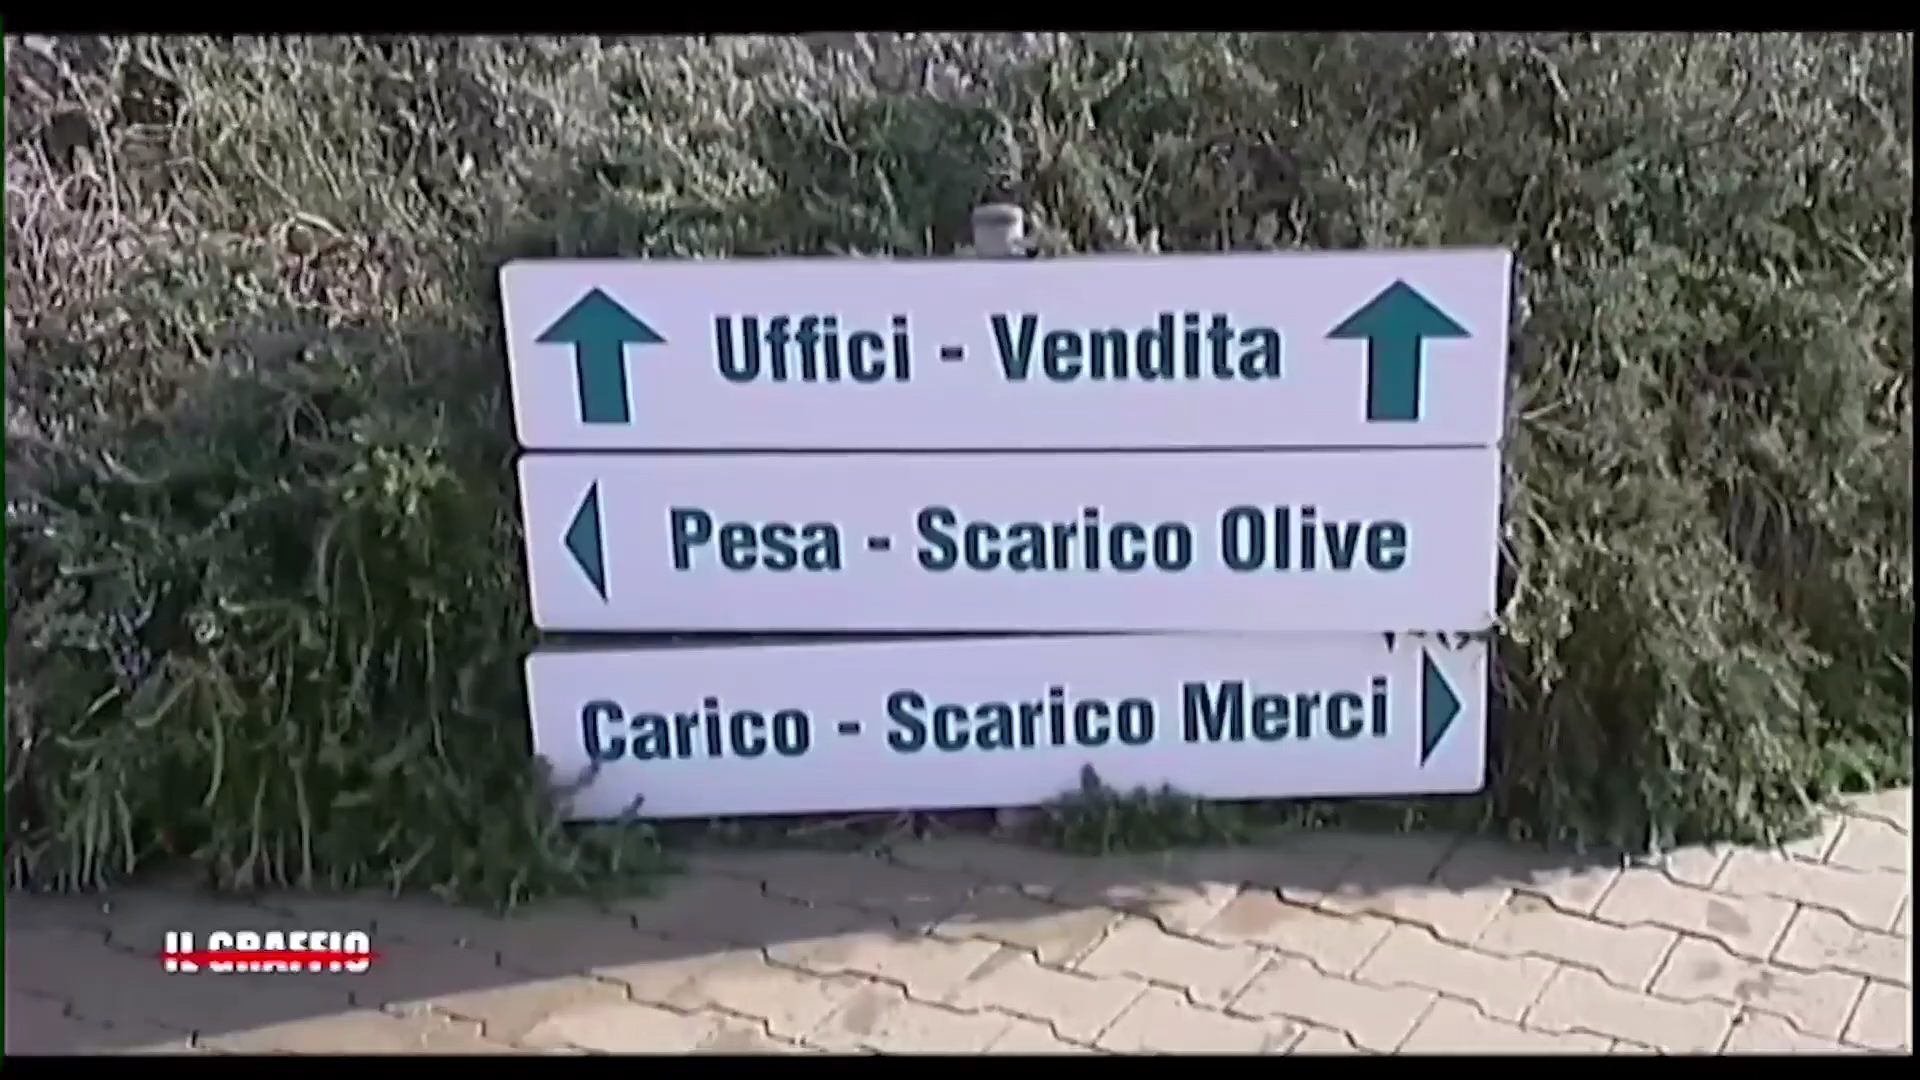 Uffici - Vendita
Pesa - Scarico Olive
Carico - Scarico Merci
IL GRAFFIO